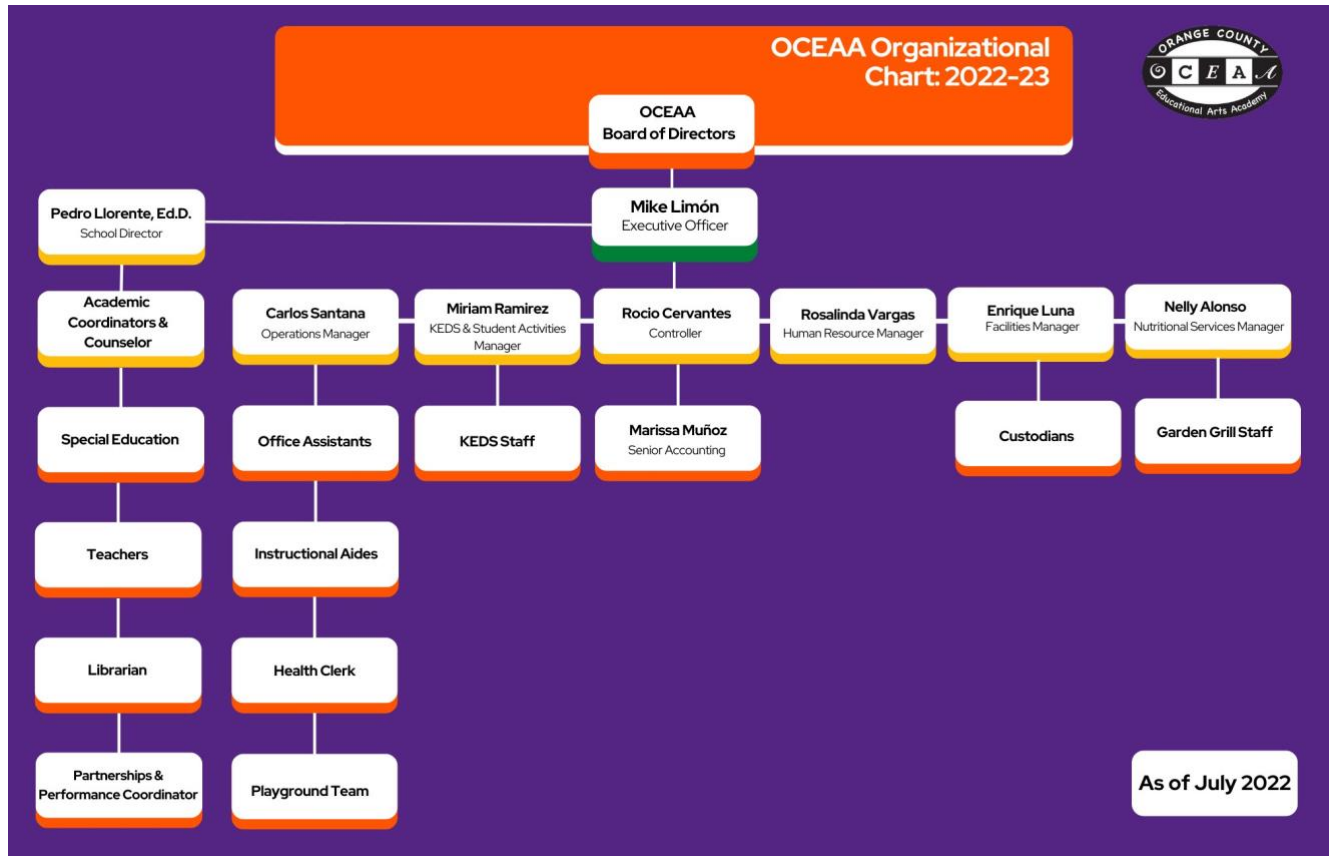 OCEAA Organizational
Chart: 2022-23
ORANGE COUNTY
O C E A A
Educational Arts Academy
OCEAA
Board of Directors
Pedro Llorente, Ed.D.
School Director
Mike Limón
Executive Officer
Academic
Coordinators &
Counselor
Carlos Santana
Operations Manager
Miriam Ramirez
KEDS & Student Activities
Manager
Rocio Cervantes
Controller
Rosalinda Vargas
Human Resource Manager
Enrique Luna
Facilities Manager
Nelly Alonso
Nutritional Services Manager
Special Education
Office Assistants
KEDS Staff
Marissa Muñoz
Senior Accounting
Custodians
Garden Grill Staff
Teachers
Instructional Aides
Librarian
Health Clerk
Partnerships &
Performance Coordinator
Playground Team
As of July 2022